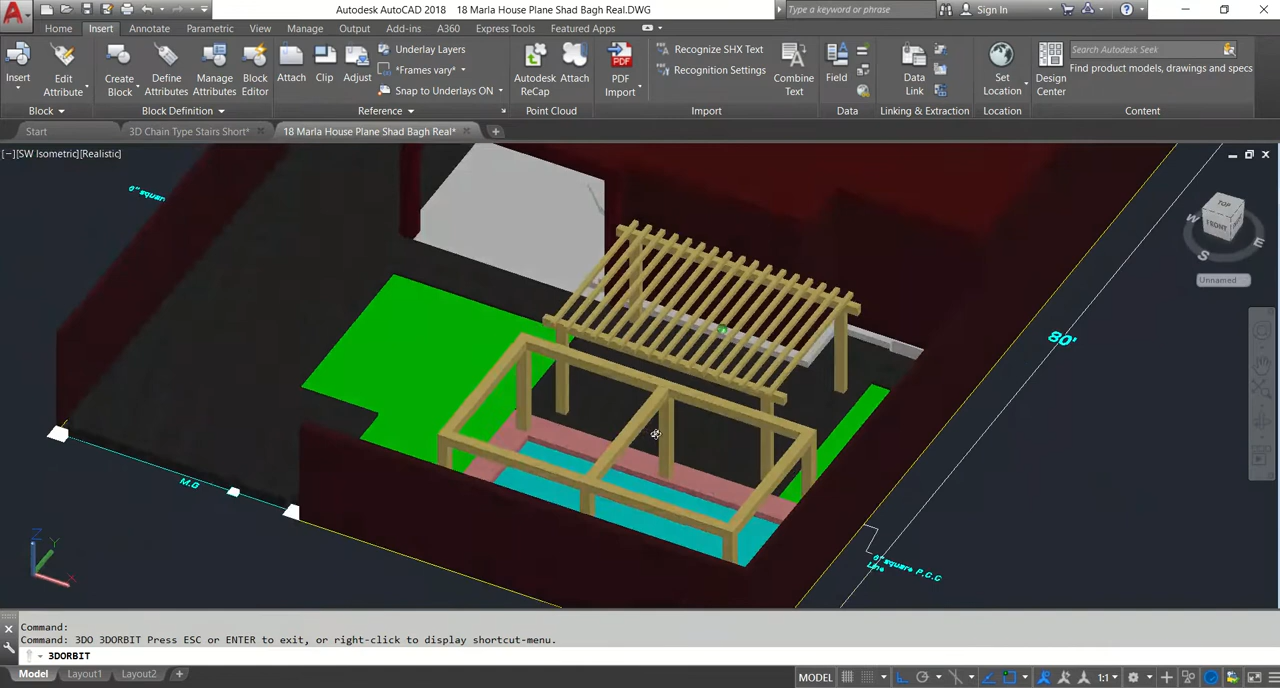 Autodesk AutoCAD 2018 18 Marla House Plane Shad Bagh Real.DWG
Type a keyword or phrase
Sign In
Home Insert Annotate Parametric View Manage Output Add-ins A360 Express Tools Featured Apps
Insert
Edit Attribute
Create Block
Define Attributes
Manage Attributes
Block Editor
Attach
Clip
Adjust
Underlay Layers
*Frames vary*
Snap to Underlays ON
Autodesk ReCap
Attach
PDF Import
Recognize SHX Text
Recognition Settings
Combine Text
Field
Data Link
Set Location
Design Center
Search Autodesk Seek
Find product models, drawings and specs
Block Block Definition Reference Point Cloud Import Data Linking & Extraction Location Content
Start 3D Chain Type Stairs Short* 18 Marla House Plane Shad Bagh Real*
[−][SW Isometric][Realistic]
TOP
FRONT
W
S
E
Unnamed
80'
M.G
P.C.C
Line
Z
Y
X
Command:
Command: 3DO 3DORBIT Press ESC or ENTER to exit, or right-click to display shortcut-menu.
3DORBIT
Model Layout1 Layout2
MODEL
1:1